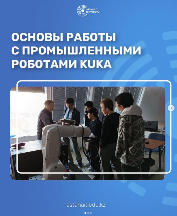 ОСНОВЫ РАБОТЫ
С ПРОМЫШЛЕННЫМИ
РОБОТАМИ KUKA